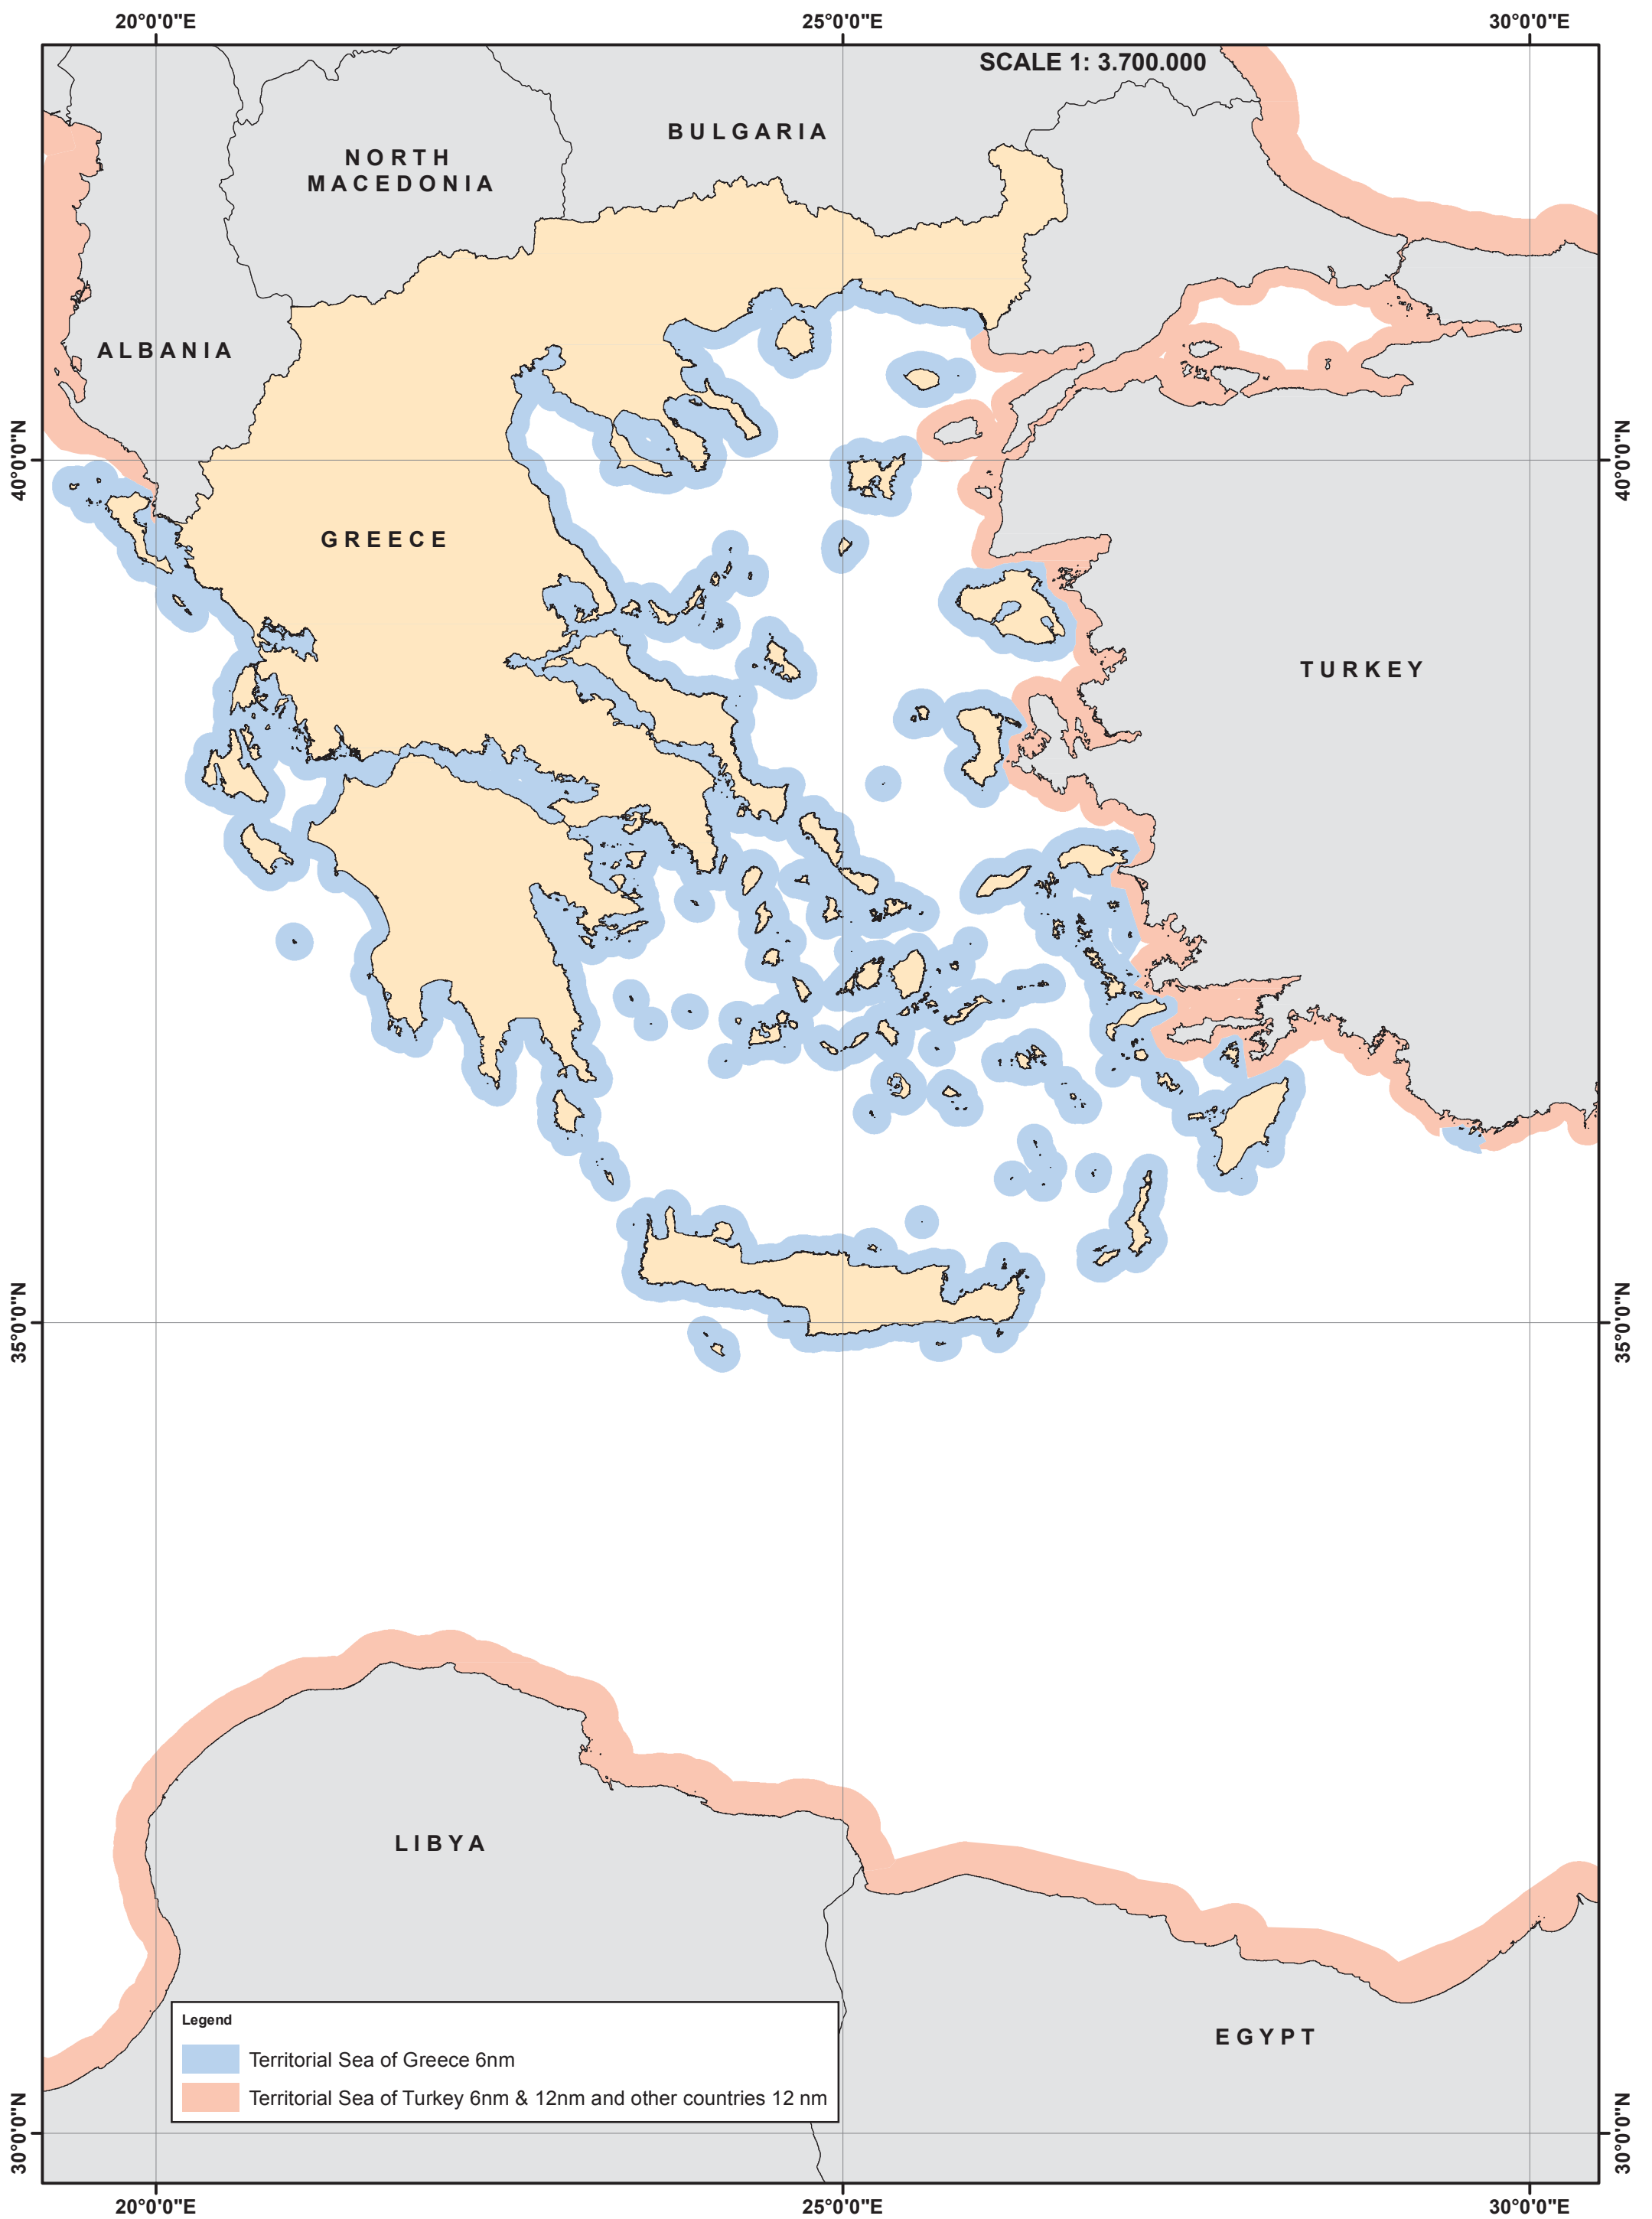 20°0'0"E 25°0'0"E 30°0'0"E
SCALE 1: 3.700.000
BULGARIA
NORTH
MACEDONIA
ALBANIA
40°0'0"N 40°0'0"N
GREECE
TURKEY
35°0'0"N 35°0'0"N
LIBYA
EGYPT
Legend
Territorial Sea of Greece 6nm
Territorial Sea of Turkey 6nm & 12nm and other countries 12 nm
30°0'0"N 30°0'0"N
20°0'0"E 25°0'0"E 30°0'0"E